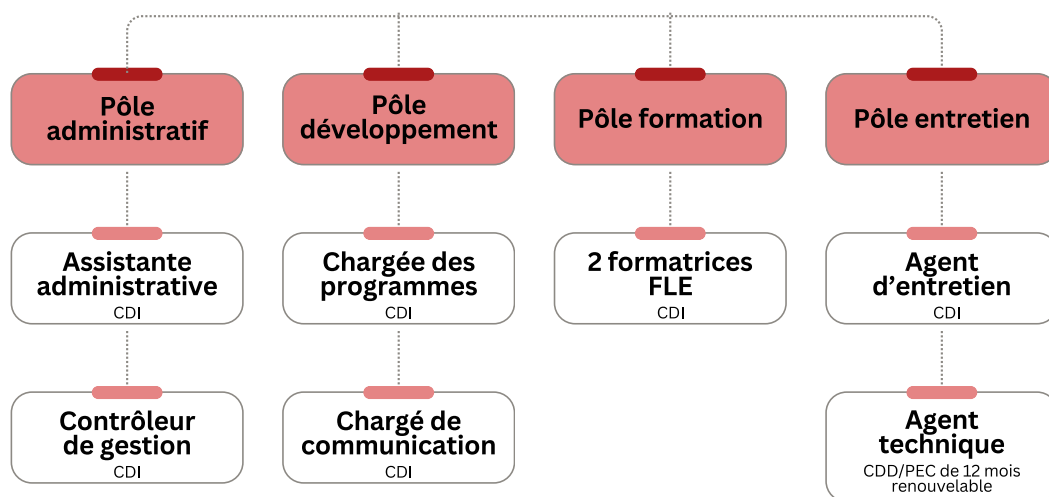 Pôle
administratif
Pôle
développement
Pôle formation
Pôle entretien
Assistante
administrative
CDI
Chargée des
programmes
CDI
2 formatrices
FLE
CDI
Agent
d’entretien
CDI
Contrôleur
de gestion
CDI
Chargé de
communication
CDI
Agent
technique
CDD/PEC de 12 mois
renouvelable